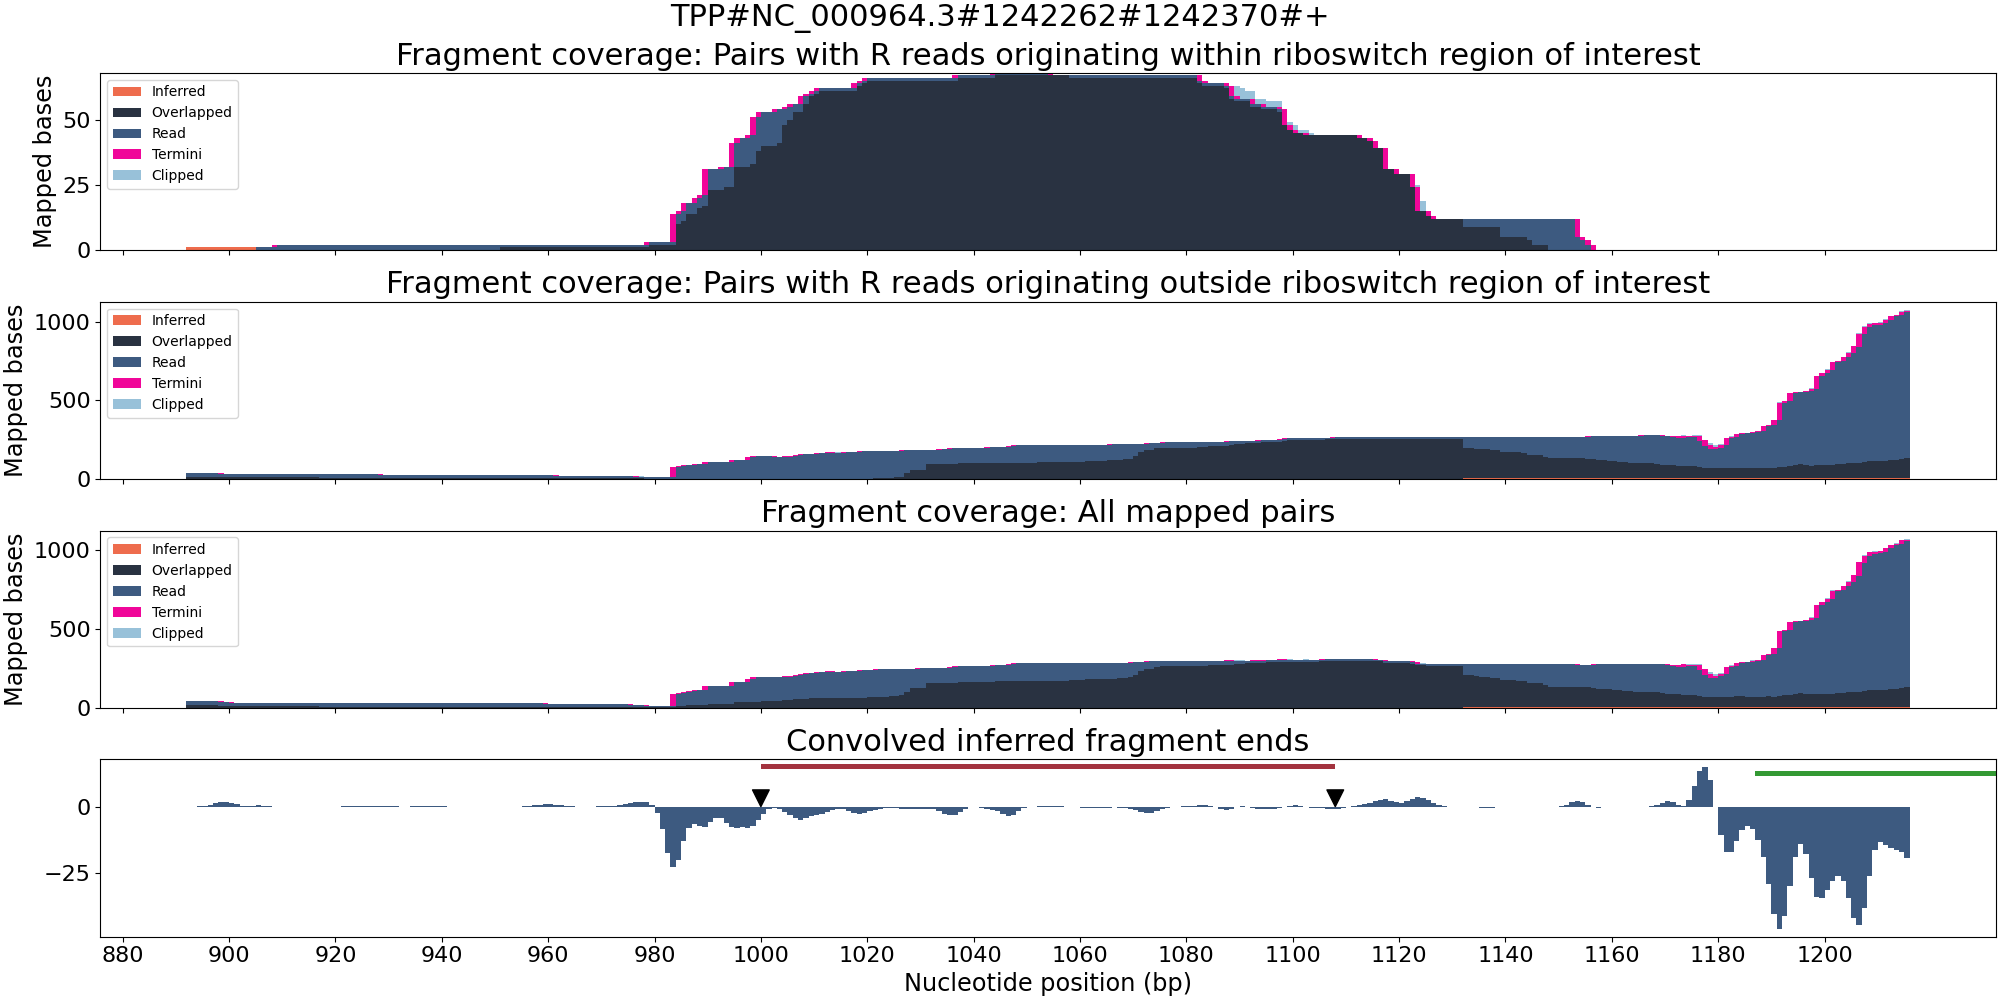 TPP#NC_000964.3#1242262#1242370#+
Fragment coverage: Pairs with R reads originating within riboswitch region of interest
Mapped bases
50
25
0
Inferred
Overlapped
Read
Termini
Clipped
Fragment coverage: Pairs with R reads originating outside riboswitch region of interest
Mapped bases
1000
500
0
Inferred
Overlapped
Read
Termini
Clipped
Fragment coverage: All mapped pairs
Mapped bases
1000
500
0
Inferred
Overlapped
Read
Termini
Clipped
Convolved inferred fragment ends
0
−25
880 900 920 940 960 980 1000 1020 1040 1060 1080 1100 1120 1140 1160 1180 1200
Nucleotide position (bp)